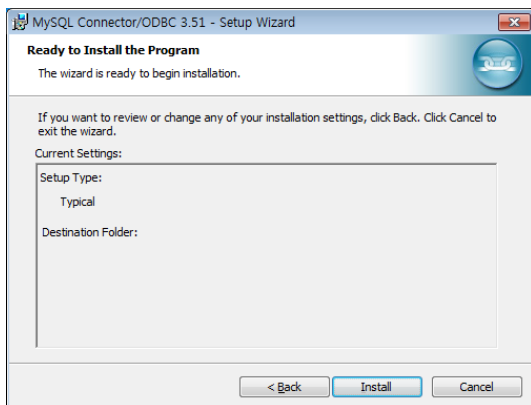 MySQL Connector/ODBC 3.51 - Setup Wizard
Ready to Install the Program
The wizard is ready to begin installation.
If you want to review or change any of your installation settings, click Back. Click Cancel to
exit the wizard.
Current Settings:
Setup Type:
Typical
Destination Folder:
< Back Install Cancel